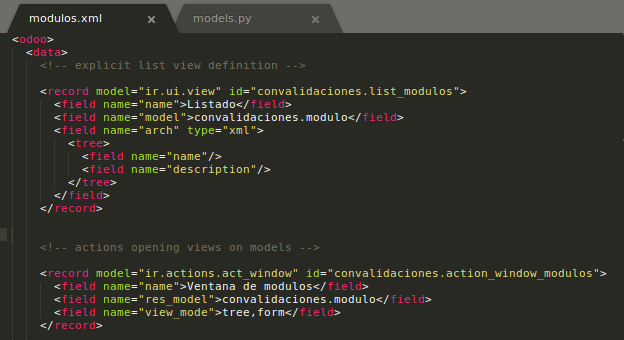 modulos.xml × models.py ×
<odoo>
<data>
<!-- explicit list view definition -->
<record model="ir.ui.view" id="convalidaciones.list_modulos">
<field name="name">Listado</field>
<field name="model">convalidaciones.modulo</field>
<field name="arch" type="xml">
<tree>
<field name="name"/>
<field name="description"/>
</tree>
</field>
</record>
<!-- actions opening views on models -->
<record model="ir.actions.act_window" id="convalidaciones.action_window_modulos">
<field name="name">Ventana de modulos</field>
<field name="res_model">convalidaciones.modulo</field>
<field name="view_mode">tree,form</field>
</record>